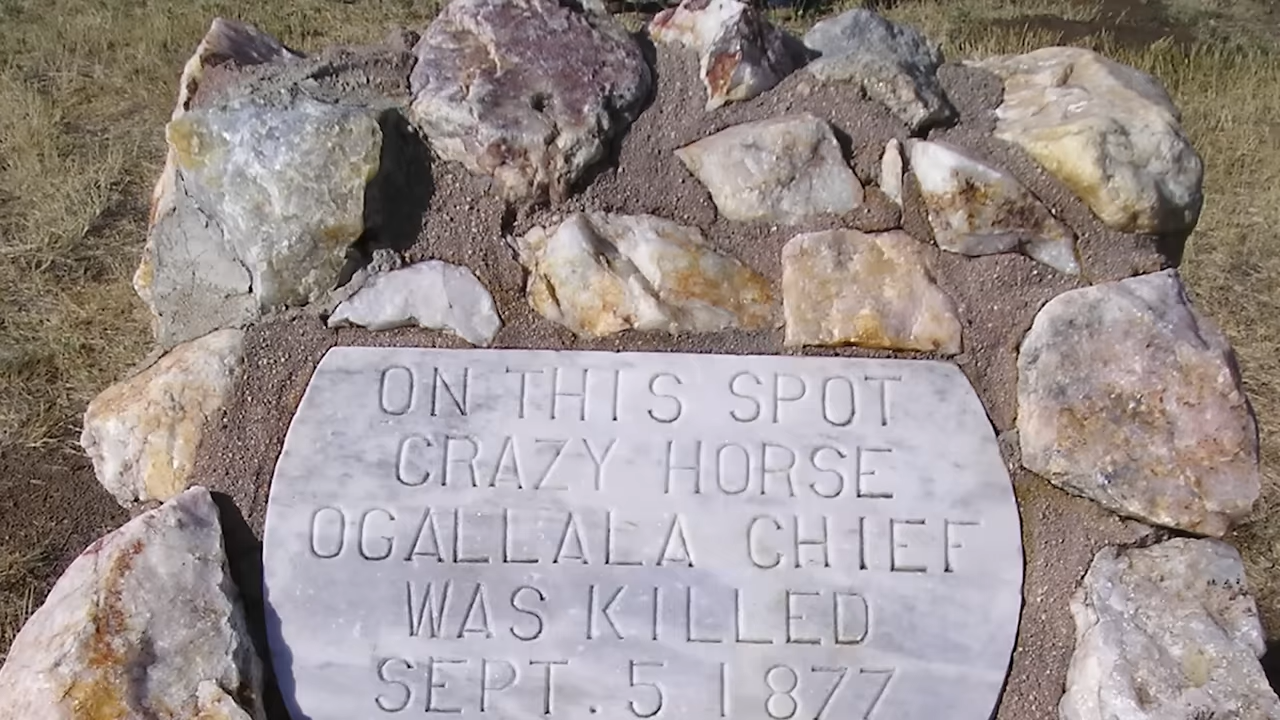 ON THIS SPOT
CRAZY HORSE
OGALLALA CHIEF
WAS KILLED
SEPT. 5 1877